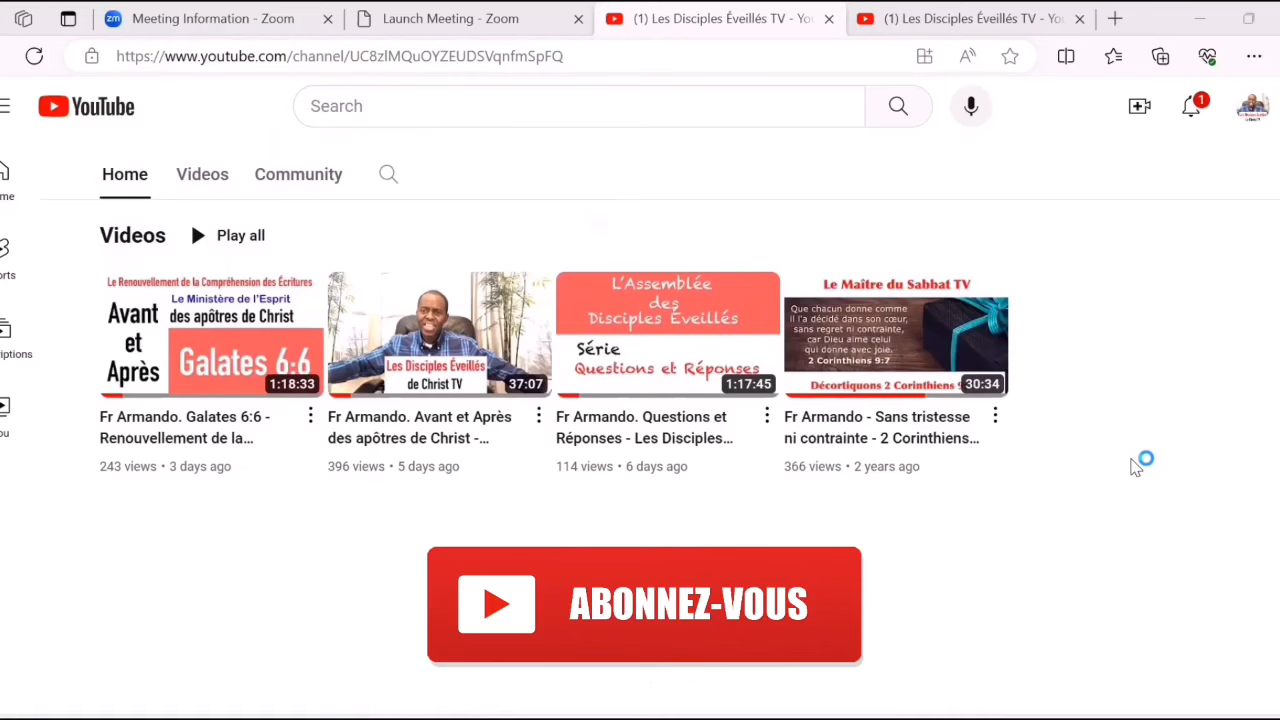 zm Meeting Information - Zoom
Launch Meeting - Zoom
(1) Les Disciples Éveillés TV - You
(1) Les Disciples Éveillés TV - Yo
https://www.youtube.com/channel/UC8zlMQuOYZEUDSVqnfmSpFQ
YouTube
Search
1
Home
Videos
Community
Videos
Play all
Le Renouvellement de la Compréhension des Écritures
Le Ministère de l'Esprit
des apôtres de Christ
Avant
et
Après
Galates 6:6
1:18:33
Les Disciples Éveillés
de Christ TV
37:07
L'Assemblée
des
Disciples Éveillés
Série
Questions et Réponses
1:17:45
Le Maître du Sabbat TV
Que chacun donne comme
il l'a décidé dans son cœur,
sans regret ni contrainte,
car Dieu aime celui
qui donne avec joie.
2 Corinthiens 9:7
Décortiquons 2 Corinthiens 9
30:34
Fr Armando. Galates 6:6 -
Renouvellement de la...
243 views • 3 days ago
Fr Armando. Avant et Après
des apôtres de Christ -...
396 views • 5 days ago
Fr Armando. Questions et
Réponses - Les Disciples...
114 views • 6 days ago
Fr Armando - Sans tristesse
ni contrainte - 2 Corinthiens...
366 views • 2 years ago
me
orts
riptions
ou
ABONNEZ-VOUS